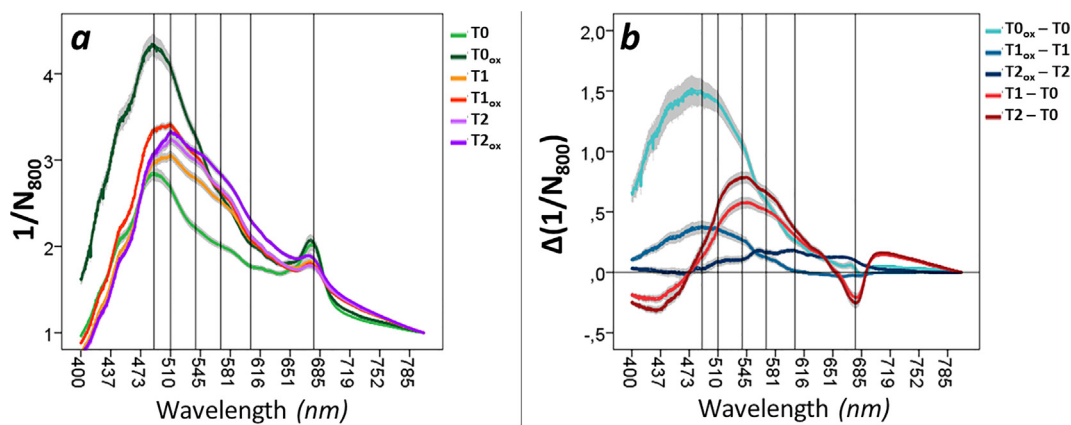 a
T0
T0ox
T1
T1ox
T2
T2ox
1/N800
4
3
2
1
400
437
473
510
545
581
616
651
685
719
752
785
Wavelength (nm)
b
T0ox – T0
T1ox – T1
T2ox – T2
T1 – T0
T2 – T0
Δ(1/N800)
2,0
1,5
1,0
,5
,0
-,5
400
437
473
510
545
581
616
651
685
719
752
785
Wavelength (nm)